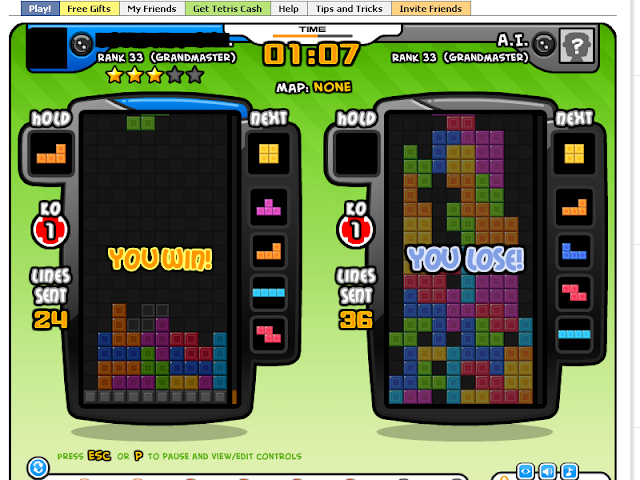 Play! Free Gifts My Friends Get Tetris Cash Help Tips and Tricks Invite Friends
TIME
01:07
RANK 33 (GRANDMASTER)
A.I.
RANK 33 (GRANDMASTER)
MAP: NONE
HOLD
NEXT
HOLD
NEXT
KO
1
KO
1
YOU WIN!
YOU LOSE!
LINES
SENT
24
LINES
SENT
36
PRESS ESC OR P TO PAUSE AND VIEW/EDIT CONTROLS